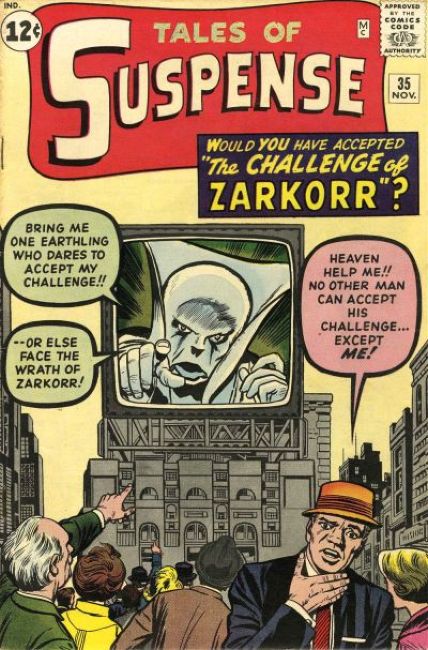 IND.
12¢
TALES OF
SUSPENSE
MC
APPROVED
BY THE
COMICS
CODE
AUTHORITY
35
NOV.
WOULD YOU HAVE ACCEPTED
"The CHALLENGE of
ZARKORR"?
BRING ME
ONE EARTHLING
WHO DARES TO
ACCEPT MY
CHALLENGE!!
--OR ELSE
FACE THE
WRATH OF
ZARKORR!
HEAVEN
HELP ME!!
NO OTHER MAN
CAN ACCEPT
HIS
CHALLENGE...
EXCEPT
ME!